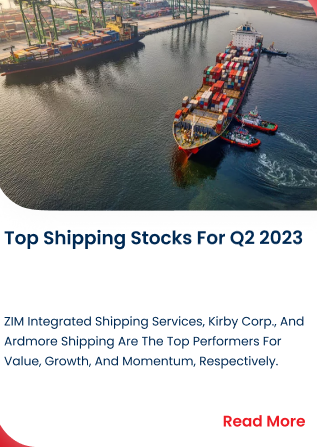 Top Shipping Stocks For Q2 2023
ZIM Integrated Shipping Services, Kirby Corp., And
Ardmore Shipping Are The Top Performers For
Value, Growth, And Momentum, Respectively.
Read More